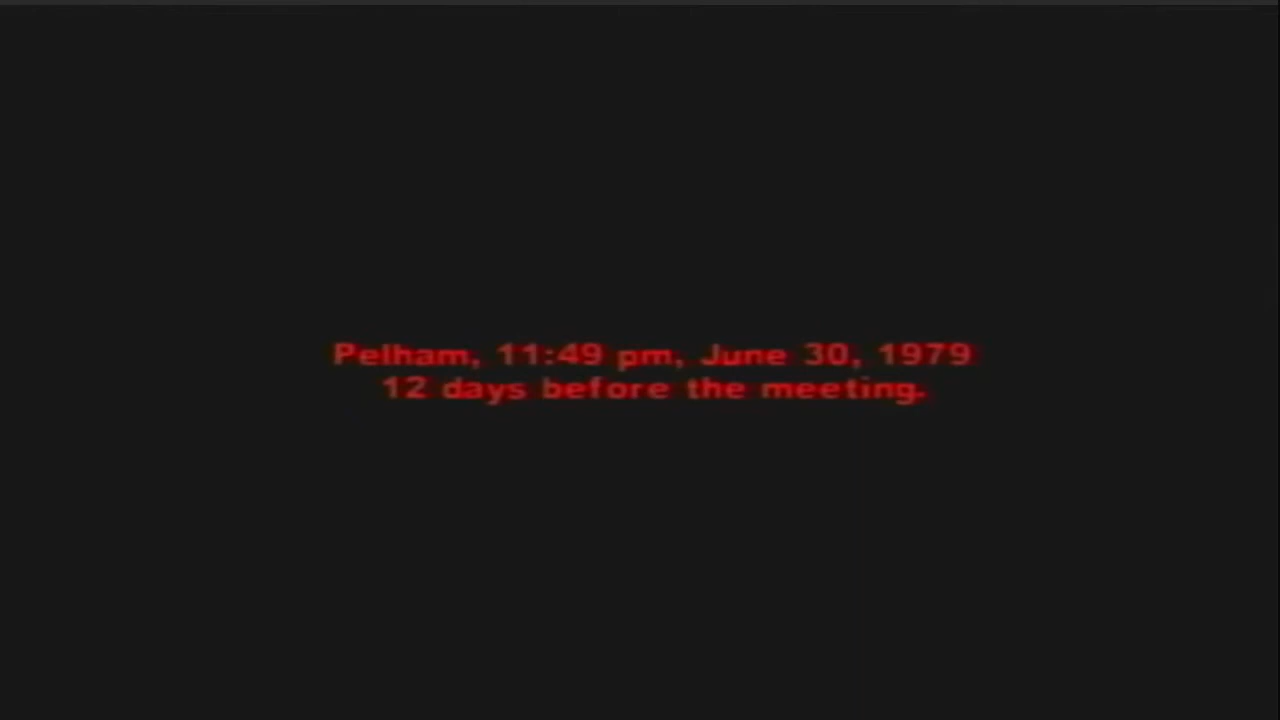 Pelham, 11:49 pm, June 30, 1979
12 days before the meeting.